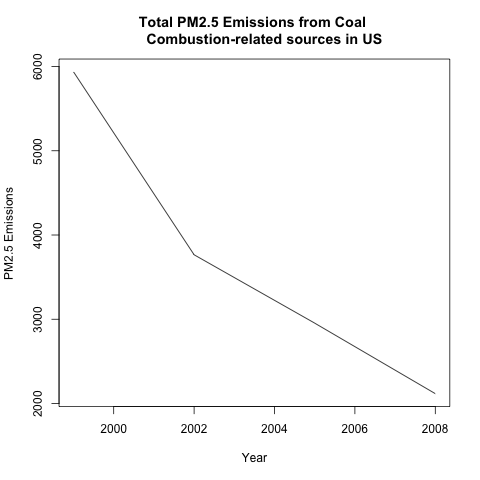 Total PM2.5 Emissions from Coal
Combustion-related sources in US
PM2.5 Emissions
6000
5000
4000
3000
2000
2000 2002 2004 2006 2008
Year